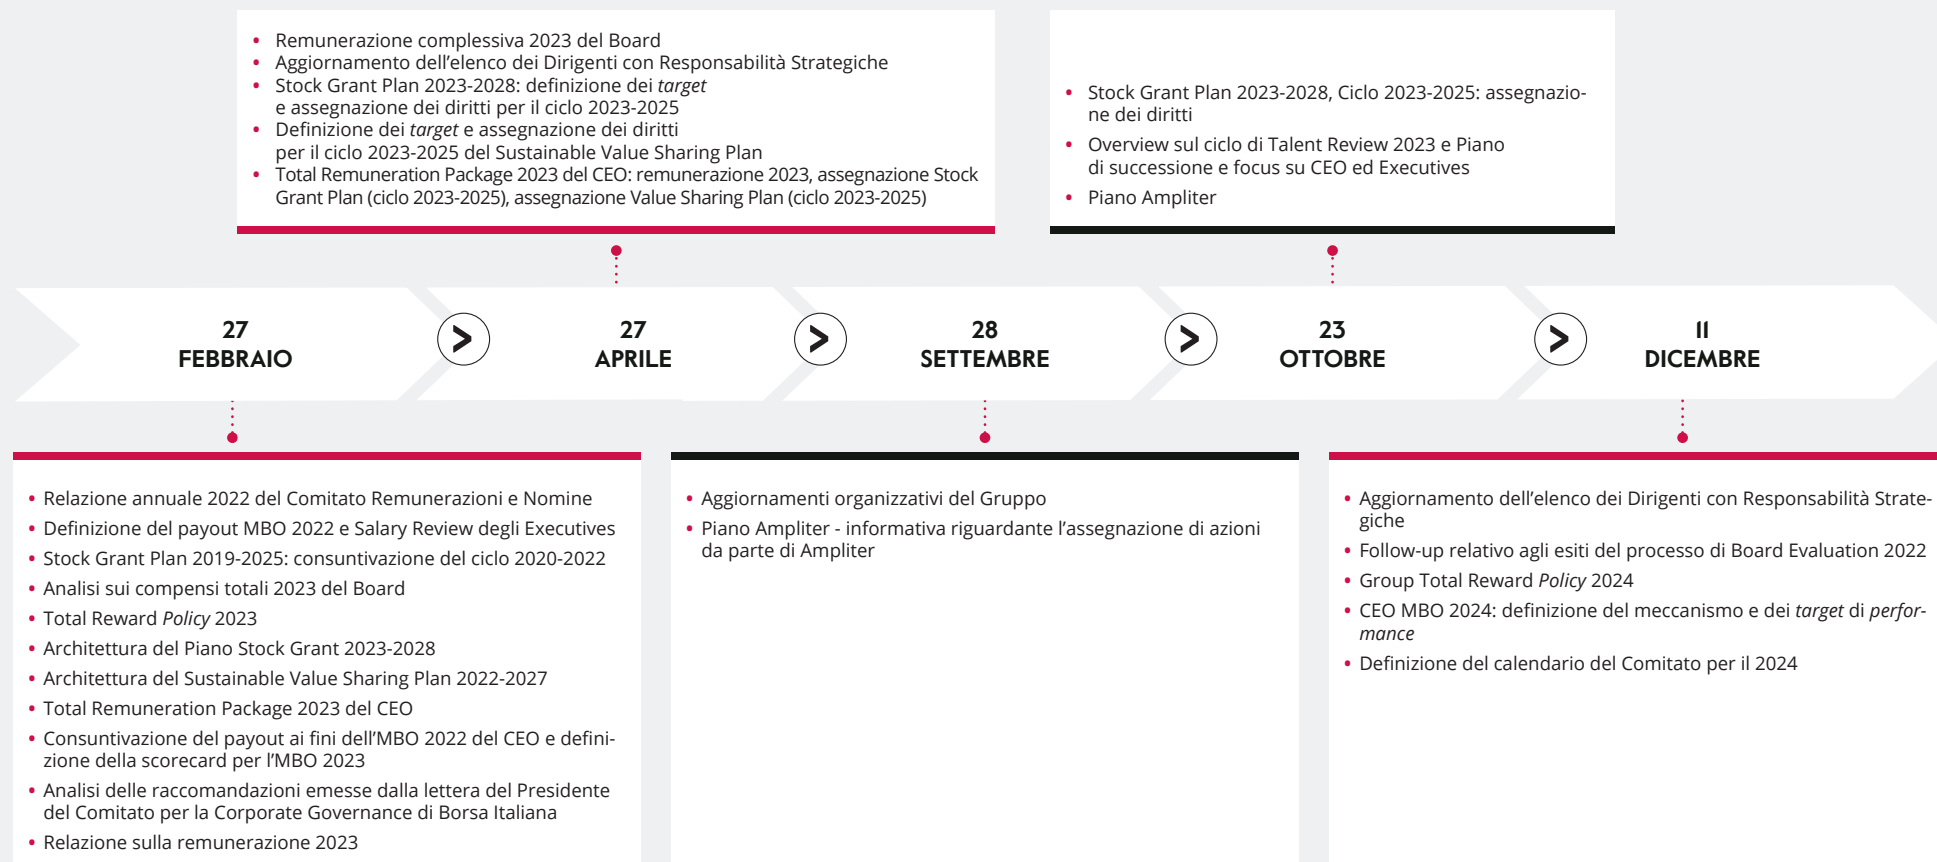 • Remunerazione complessiva 2023 del Board
• Aggiornamento dell’elenco dei Dirigenti con Responsabilità Strategiche
• Stock Grant Plan 2023-2028: definizione dei target
e assegnazione dei diritti per il ciclo 2023-2025
• Definizione dei target e assegnazione dei diritti
per il ciclo 2023-2025 del Sustainable Value Sharing Plan
• Total Remuneration Package 2023 del CEO: remunerazione 2023, assegnazione Stock
Grant Plan (ciclo 2023-2025), assegnazione Value Sharing Plan (ciclo 2023-2025)
• Stock Grant Plan 2023-2028, Ciclo 2023-2025: assegnazio-
ne dei diritti
• Overview sul ciclo di Talent Review 2023 e Piano
di successione e focus su CEO ed Executives
• Piano Ampliter
27
FEBBRAIO
>
27
APRILE
>
28
SETTEMBRE
>
23
OTTOBRE
>
11
DICEMBRE
• Relazione annuale 2022 del Comitato Remunerazioni e Nomine
• Definizione del payout MBO 2022 e Salary Review degli Executives
• Stock Grant Plan 2019-2025: consuntivazione del ciclo 2020-2022
• Analisi sui compensi totali 2023 del Board
• Total Reward Policy 2023
• Architettura del Piano Stock Grant 2023-2028
• Architettura del Sustainable Value Sharing Plan 2022-2027
• Total Remuneration Package 2023 del CEO
• Consuntivazione del payout ai fini dell’MBO 2022 del CEO e defini-
zione della scorecard per l’MBO 2023
• Analisi delle raccomandazioni emesse dalla lettera del Presidente
del Comitato per la Corporate Governance di Borsa Italiana
• Relazione sulla remunerazione 2023
• Aggiornamenti organizzativi del Gruppo
• Piano Ampliter - informativa riguardante l’assegnazione di azioni
da parte di Ampliter
• Aggiornamento dell’elenco dei Dirigenti con Responsabilità Strate-
giche
• Follow-up relativo agli esiti del processo di Board Evaluation 2022
• Group Total Reward Policy 2024
• CEO MBO 2024: definizione del meccanismo e dei target di perfor-
mance
• Definizione del calendario del Comitato per il 2024